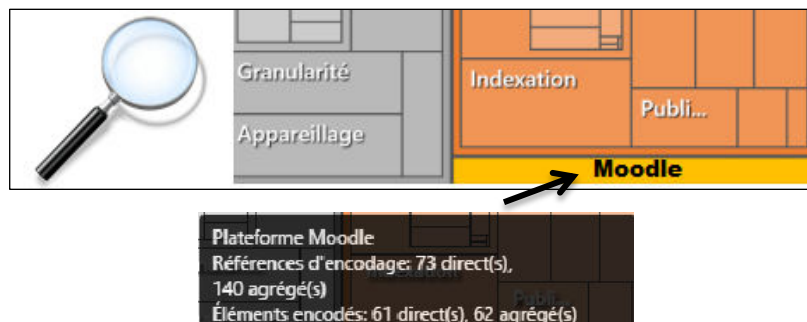 Granularité
Indexation
Publi...
Appareillage
Moodle
Plateforme Moodle
Références d'encodage: 73 direct(s),
140 agrégé(s)
Éléments encodés: 61 direct(s), 62 agrégé(s)